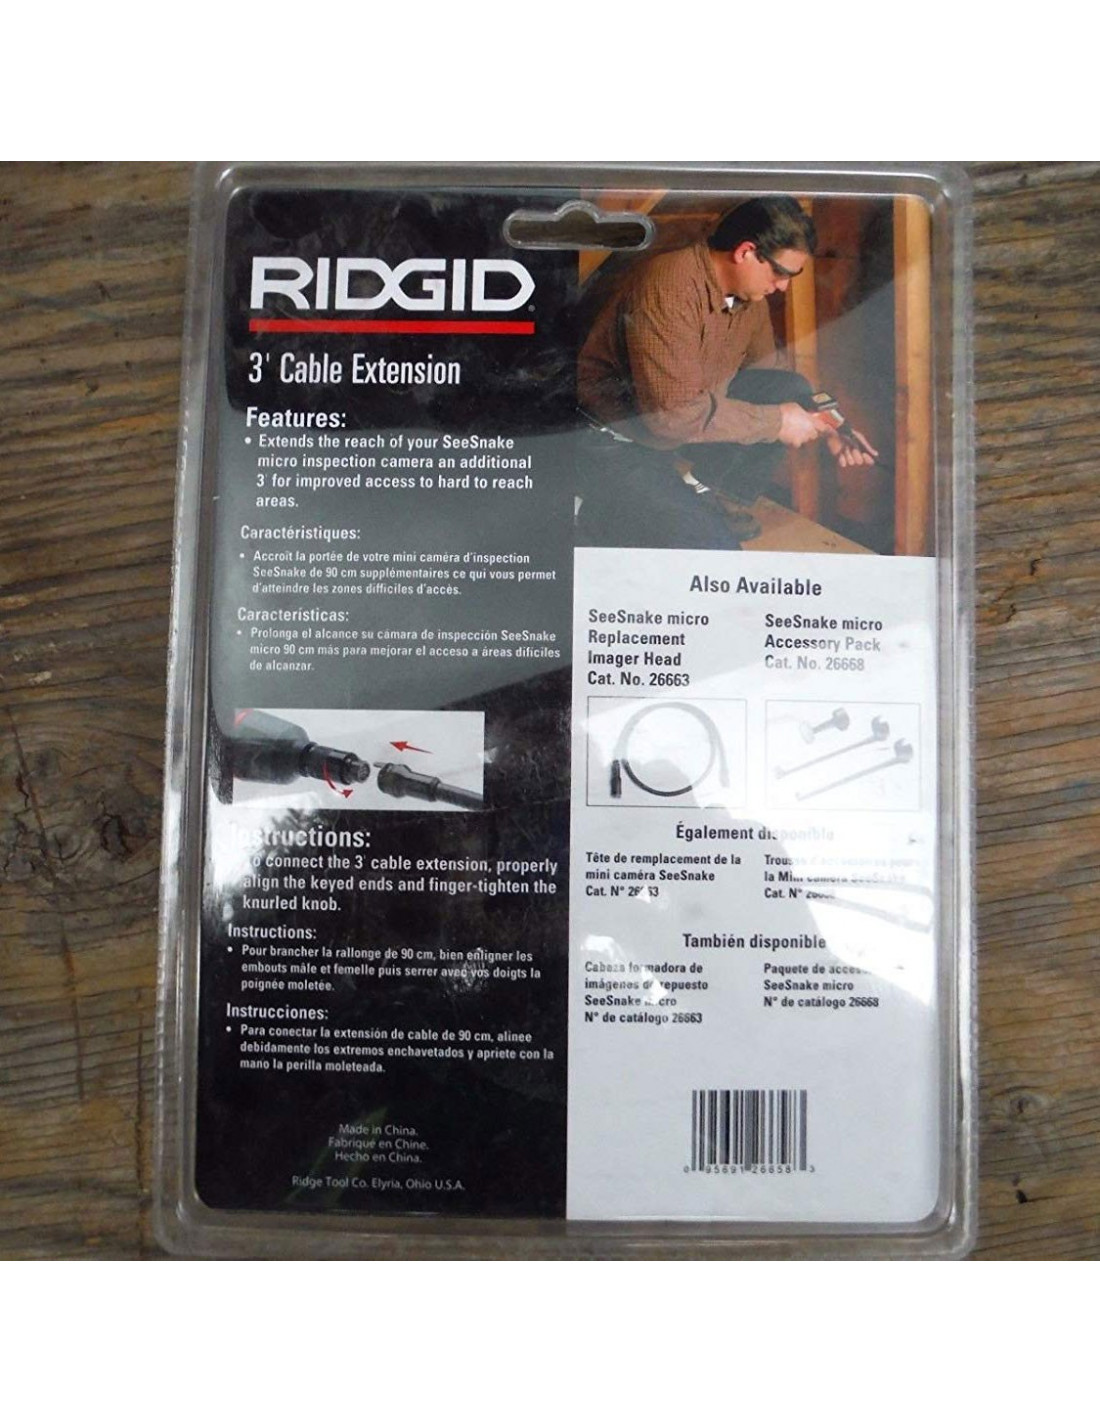 RIDGID
3' Cable Extension
Features:
• Extends the reach of your SeeSnake
micro inspection camera an additional
3' for improved access to hard to reach
areas.
Caractéristiques:
• Accroît la portée de votre mini caméra d'inspection
SeeSnake de 90 cm supplémentaires ce qui vous permet
d'atteindre les zones difficiles d'accès.
Características:
• Prolonga el alcance su cámara de inspección SeeSnake
micro 90 cm más para mejorar el acceso a áreas difíciles
de alcanzar.
Instructions:
To connect the 3' cable extension, properly
align the keyed ends and finger-tighten the
knurled knob.
Instructions:
• Pour brancher la rallonge de 90 cm, bien enligner les
embouts mâle et femelle puis serrer avec vos doigts la
poignée moletée.
Instrucciones:
• Para conectar la extensión de cable de 90 cm, alinee
debidamente los extremos enchavetados y apriete con la
mano la perilla moleteada.
Made in China.
Fabriqué en Chine.
Hecho en China.
Ridge Tool Co. Elyria, Ohio U.S.A.
Also Available
SeeSnake micro
Replacement
Imager Head
Cat. No. 26663
SeeSnake micro
Accessory Pack
Cat. No. 26668
Également disponible
Tête de remplacement de la
mini caméra SeeSnake
Cat. N°
la Mini caméra SeeSnake
Cat. N°
También disponible
de
imágenes de repuesto
SeeSnake micro
N° de catálogo 26663
Paquete de
SeeSnake micro
N° de catálogo 26668
0 95691 26658 3